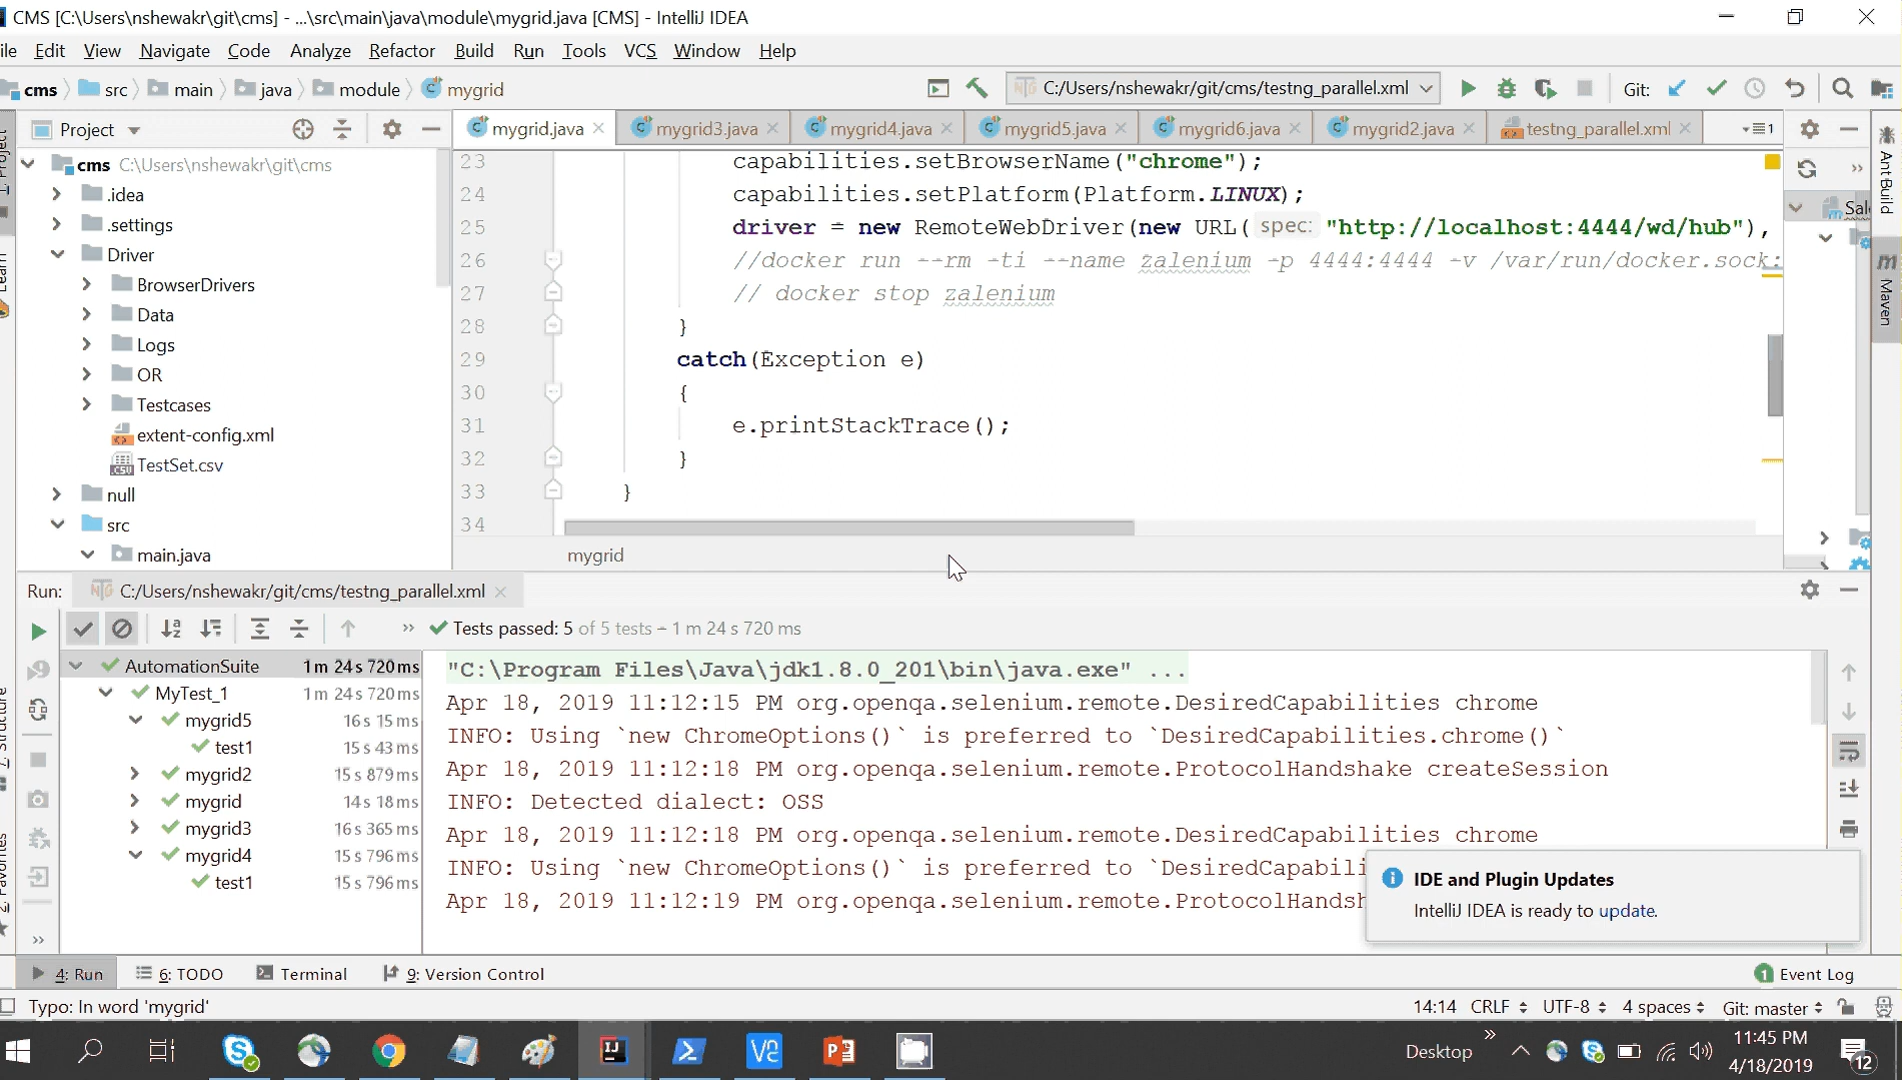 CMS [C:\Users\nshewakr\git\cms] - ...\src\main\java\module\mygrid.java [CMS] - IntelliJ IDEA
ile Edit View Navigate Code Analyze Refactor Build Run Tools VCS Window Help
cms src main java module mygrid C:/Users/nshewakr/git/cms/testng_parallel.xml Git:
Project mygrid.java mygrid3.java mygrid4.java mygrid5.java mygrid6.java mygrid2.java testng_parallel.xml 1
1: Project
Learn
7: Structure
2: Favorites
Ant Build
Maven
Sal
cms C:\Users\nshewakr\git\cms
.idea
.settings
Driver
BrowserDrivers
Data
Logs
OR
Testcases
extent-config.xml
TestSet.csv
null
src
main.java
23 capabilities.setBrowserName("chrome");
24 capabilities.setPlatform(Platform.LINUX);
25 driver = new RemoteWebDriver(new URL( spec: "http://localhost:4444/wd/hub"),
26 //docker run --rm -ti --name zalenium -p 4444:4444 -v /var/run/docker.sock:
27 // docker stop zalenium
28 }
29 catch(Exception e)
30 {
31 e.printStackTrace();
32 }
33 }
34
mygrid
Run: C:/Users/nshewakr/git/cms/testng_parallel.xml
Tests passed: 5 of 5 tests – 1 m 24 s 720 ms
AutomationSuite 1 m 24 s 720 ms
MyTest_1 1 m 24 s 720 ms
mygrid5 16 s 15 ms
test1 15 s 43 ms
mygrid2 15 s 879 ms
mygrid 14 s 18 ms
mygrid3 16 s 365 ms
mygrid4 15 s 796 ms
test1 15 s 796 ms
"C:\Program Files\Java\jdk1.8.0_201\bin\java.exe" ...
Apr 18, 2019 11:12:15 PM org.openqa.selenium.remote.DesiredCapabilities chrome
INFO: Using `new ChromeOptions()` is preferred to `DesiredCapabilities.chrome()`
Apr 18, 2019 11:12:18 PM org.openqa.selenium.remote.ProtocolHandshake createSession
INFO: Detected dialect: OSS
Apr 18, 2019 11:12:18 PM org.openqa.selenium.remote.DesiredCapabilities chrome
INFO: Using `new ChromeOptions()` is preferred to `DesiredCapabili
Apr 18, 2019 11:12:19 PM org.openqa.selenium.remote.ProtocolHandsh
IDE and Plugin Updates
IntelliJ IDEA is ready to update.
4: Run 6: TODO Terminal 9: Version Control 1 Event Log
Typo: In word 'mygrid' 14:14 CRLF UTF-8 4 spaces Git: master
Desktop 11:45 PM
4/18/2019
12